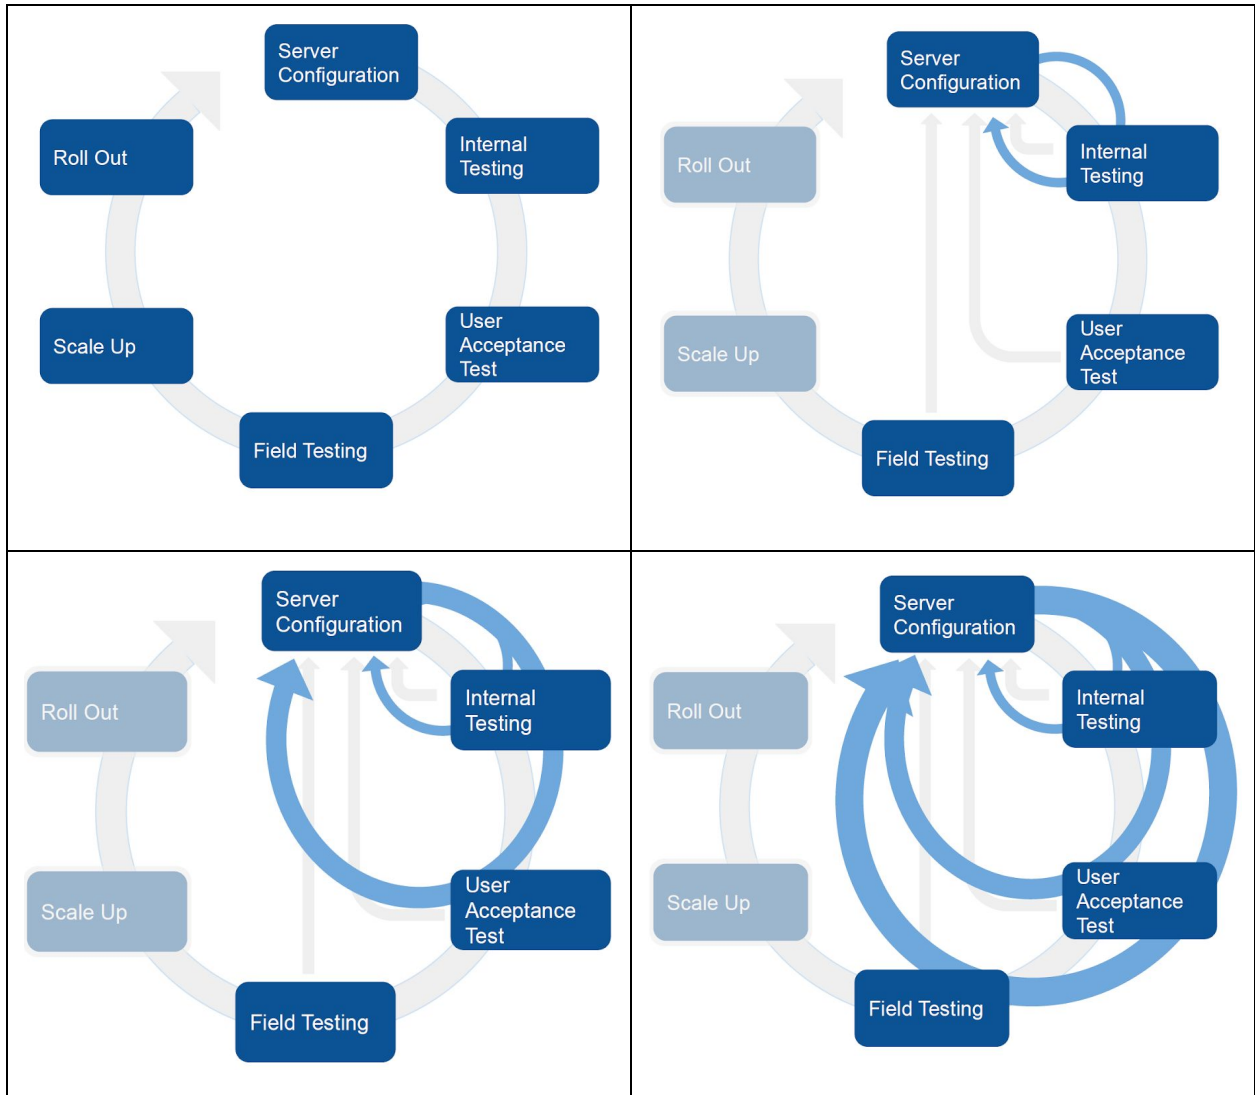 Server
Configuration
Internal
Testing
User
Acceptance
Test
Field Testing
Scale Up
Roll Out
Server
Configuration
Internal
Testing
User
Acceptance
Test
Field Testing
Scale Up
Roll Out
Server
Configuration
Internal
Testing
User
Acceptance
Test
Field Testing
Scale Up
Roll Out
Server
Configuration
Internal
Testing
User
Acceptance
Test
Field Testing
Scale Up
Roll Out